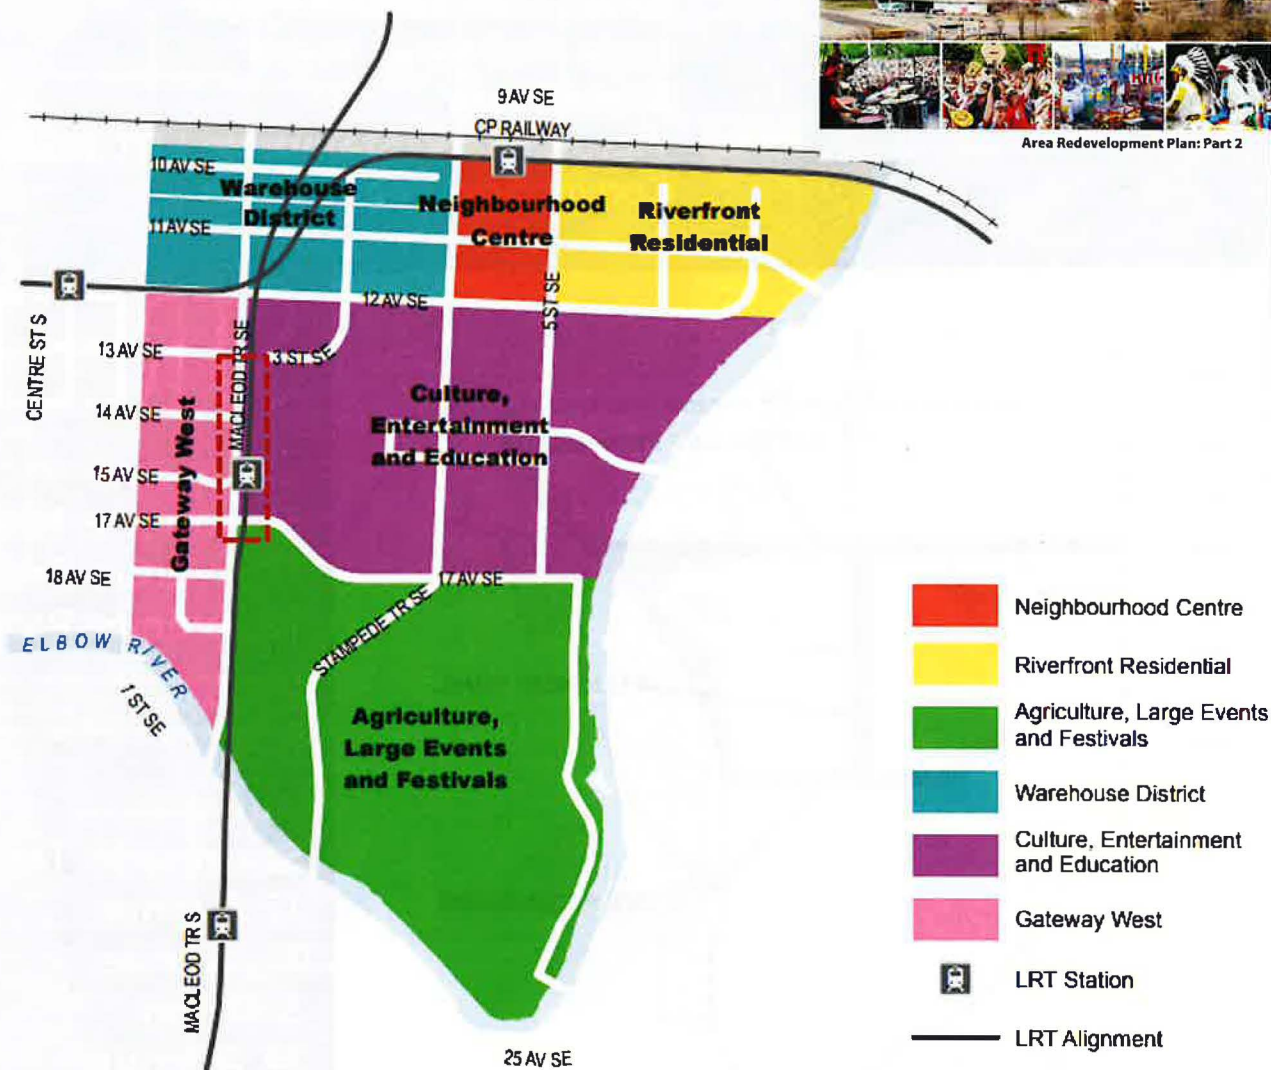 Area Redevelopment Plan: Part 2
9 AV SE
CP RAILWAY
10 AV SE
Warehouse
District
11 AV SE
Neighbourhood
Centre
Riverfront
Residential
12 AV SE
5 ST SE
CENTRE ST S
13 AV SE
MACLEOD TR SE
3 ST SE
14 AV SE
Gateway West
15 AV SE
17 AV SE
18 AV SE
Culture,
Entertainment
and Education
17 AV SE
STAMPEDE TR SE
ELBOW RIVER
1 ST SE
Agriculture,
Large Events
and Festivals
MACLEOD TR S
25 AV SE
Neighbourhood Centre
Riverfront Residential
Agriculture, Large Events
and Festivals
Warehouse District
Culture, Entertainment
and Education
Gateway West
LRT Station
LRT Alignment